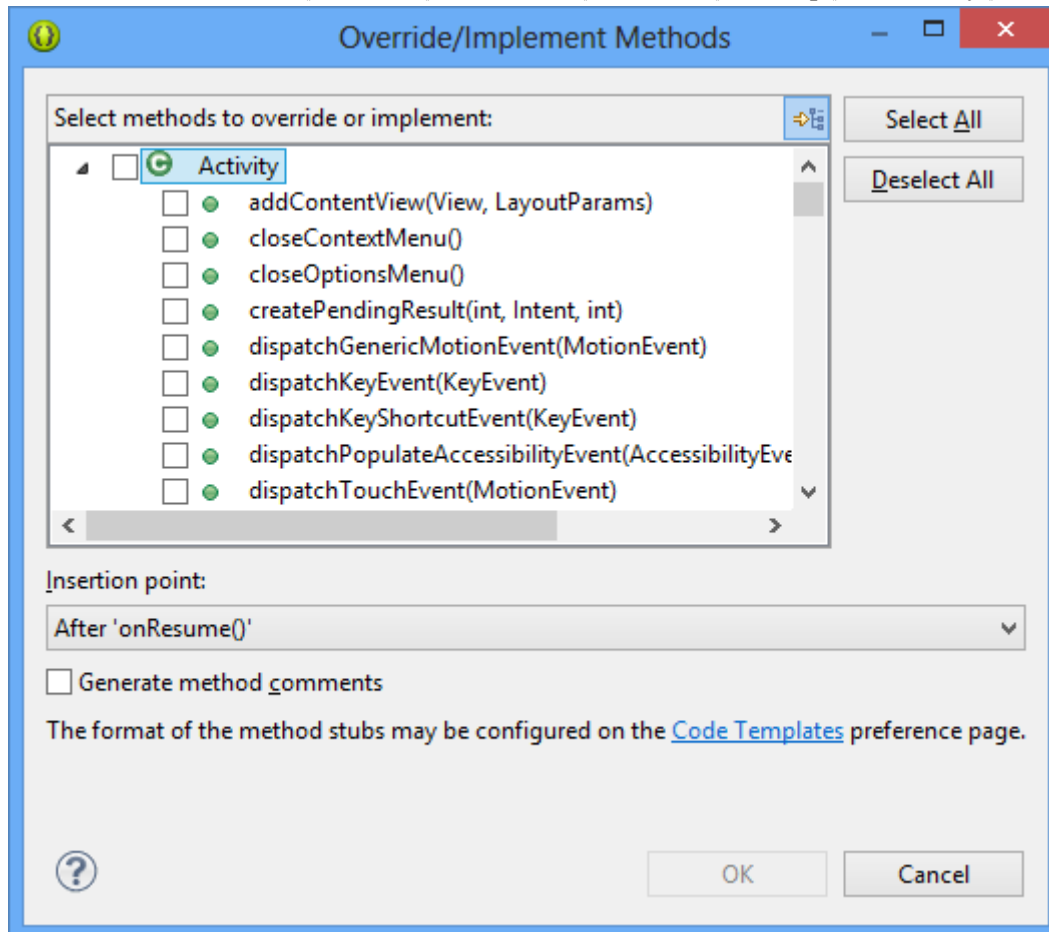 Override/Implement Methods
Select methods to override or implement:
Select All
Activity
Deselect All
addContentView(View, LayoutParams)
closeContextMenu()
closeOptionsMenu()
createPendingResult(int, Intent, int)
dispatchGenericMotionEvent(MotionEvent)
dispatchKeyEvent(KeyEvent)
dispatchKeyShortcutEvent(KeyEvent)
dispatchPopulateAccessibilityEvent(AccessibilityEve
dispatchTouchEvent(MotionEvent)
Insertion point:
After 'onResume()'
Generate method comments
The format of the method stubs may be configured on the Code Templates preference page.
OK
Cancel